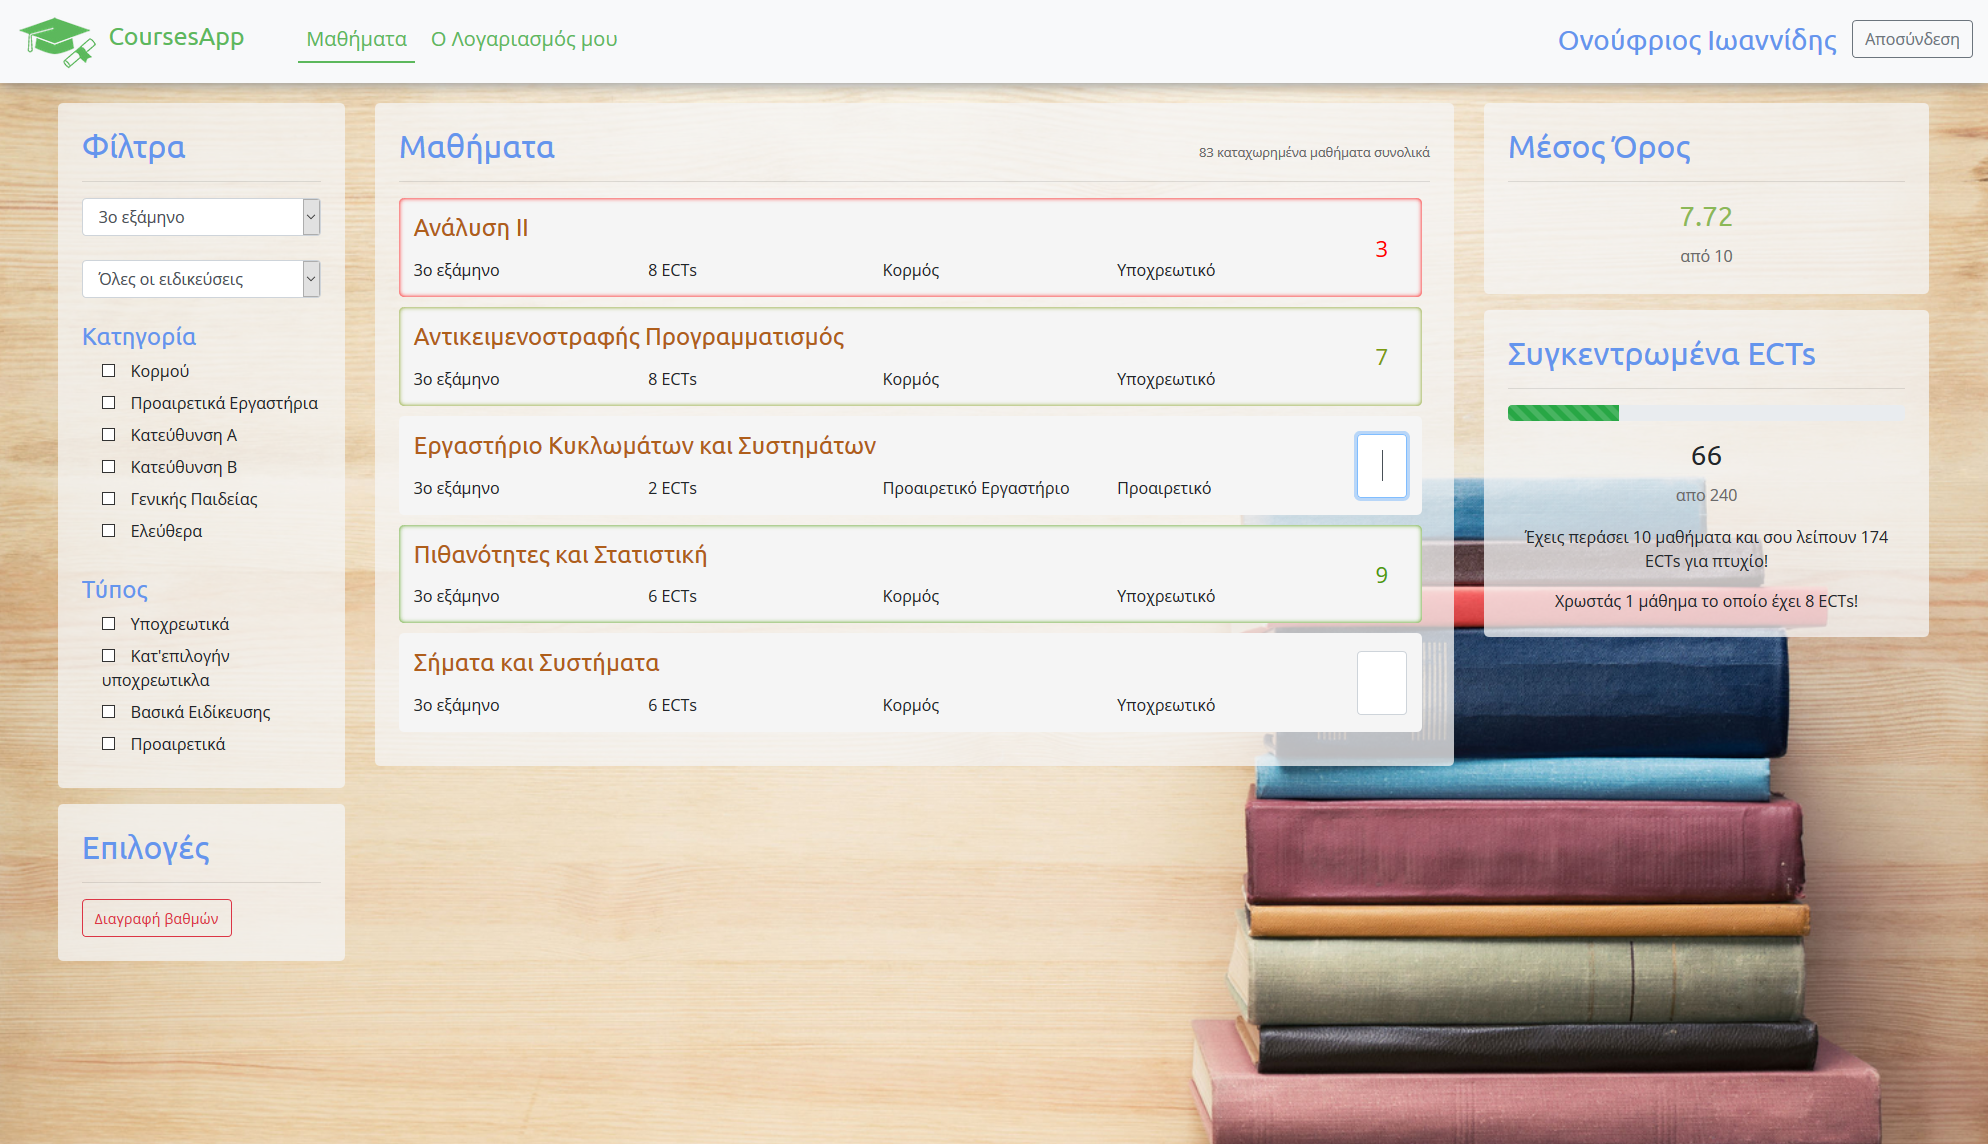 CoursesApp
Μαθήματα
Ο Λογαριασμός μου
Ονούφριος Ιωαννίδης
Αποσύνδεση
Φίλτρα
3ο εξάμηνο
Όλες οι ειδικεύσεις
Κατηγορία
Κορμού
Προαιρετικά Εργαστήρια
Κατεύθυνση Α
Κατεύθυνση Β
Γενικής Παιδείας
Ελεύθερα
Τύπος
Υποχρεωτικά
Κατ'επιλογήν
υποχρεωτικλα
Βασικά Ειδίκευσης
Προαιρετικά
Επιλογές
Διαγραφή βαθμών
Μαθήματα
83 καταχωρημένα μαθήματα συνολικά
Ανάλυση ΙΙ
3ο εξάμηνο 8 ECTs Κορμός Υποχρεωτικό
3
Αντικειμενοστραφής Προγραμματισμός
3ο εξάμηνο 8 ECTs Κορμός Υποχρεωτικό
7
Εργαστήριο Κυκλωμάτων και Συστημάτων
3ο εξάμηνο 2 ECTs Προαιρετικό Εργαστήριο Προαιρετικό
Πιθανότητες και Στατιστική
3ο εξάμηνο 6 ECTs Κορμός Υποχρεωτικό
9
Σήματα και Συστήματα
3ο εξάμηνο 6 ECTs Κορμός Υποχρεωτικό
Μέσος Όρος
7.72
από 10
Συγκεντρωμένα ECTs
66
απο 240
Έχεις περάσει 10 μαθήματα και σου λείπουν 174
ECTs για πτυχίο!
Χρωστάς 1 μάθημα το οποίο έχει 8 ECTs!